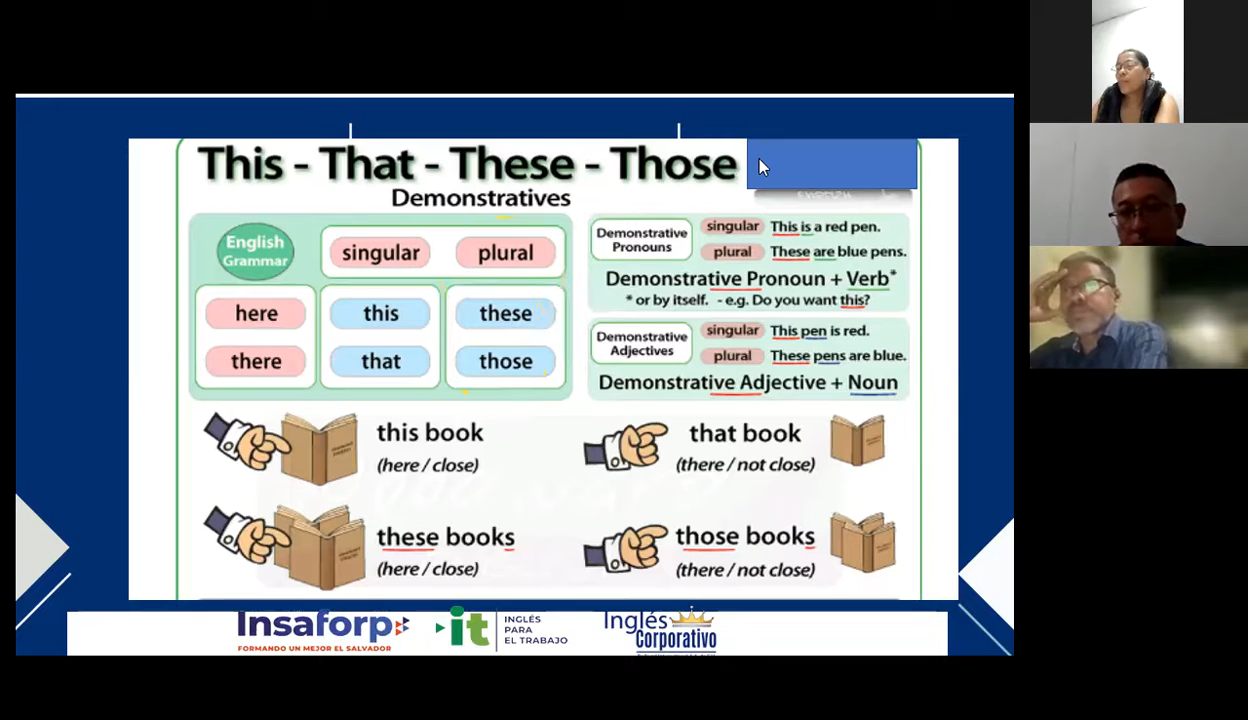 This - That - These - Those
Demonstratives
English
Grammar
singular
plural
here
this
these
there
that
those
Demonstrative
Pronouns
singular
This is a red pen.
plural
These are blue pens.
Demonstrative Pronoun + Verb*
* or by itself. - e.g. Do you want this?
Demonstrative
Adjectives
singular
This pen is red.
plural
These pens are blue.
Demonstrative Adjective + Noun
this book
(here / close)
that book
(there / not close)
these books
(here / close)
those books
(there / not close)
Insaforp
FORMANDO UN MEJOR EL SALVADOR
it
INGLÉS
PARA
EL TRABAJO
Inglés
Corporativo